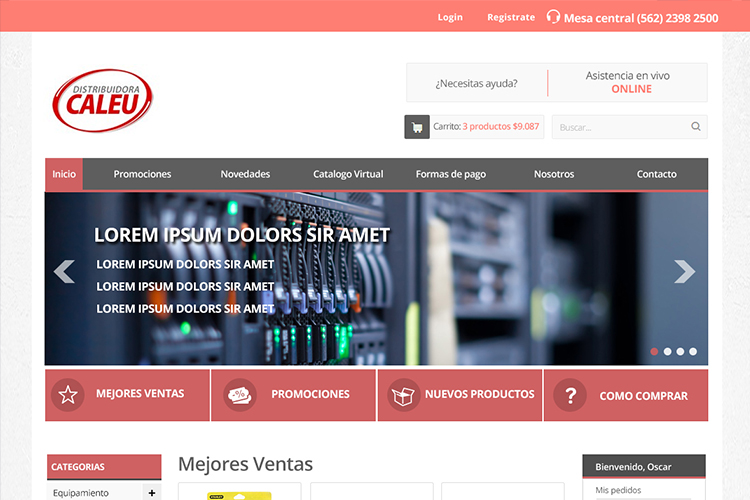 Login Registrate Mesa central (562) 2398 2500
DISTRIBUIDORA
CALEU
¿Necesitas ayuda?
Asistencia en vivo
ONLINE
Carrito: 3 productos $9.087
Buscar...
Inicio Promociones Novedades Catalogo Virtual Formas de pago Nosotros Contacto
LOREM IPSUM DOLORS SIR AMET
LOREM IPSUM DOLORS SIR AMET
LOREM IPSUM DOLORS SIR AMET
LOREM IPSUM DOLORS SIR AMET
MEJORES VENTAS
% PROMOCIONES
NUEVOS PRODUCTOS
? COMO COMPRAR
CATEGORIAS
Equipamiento +
Mejores Ventas
Bienvenido, Oscar
Mis pedidos